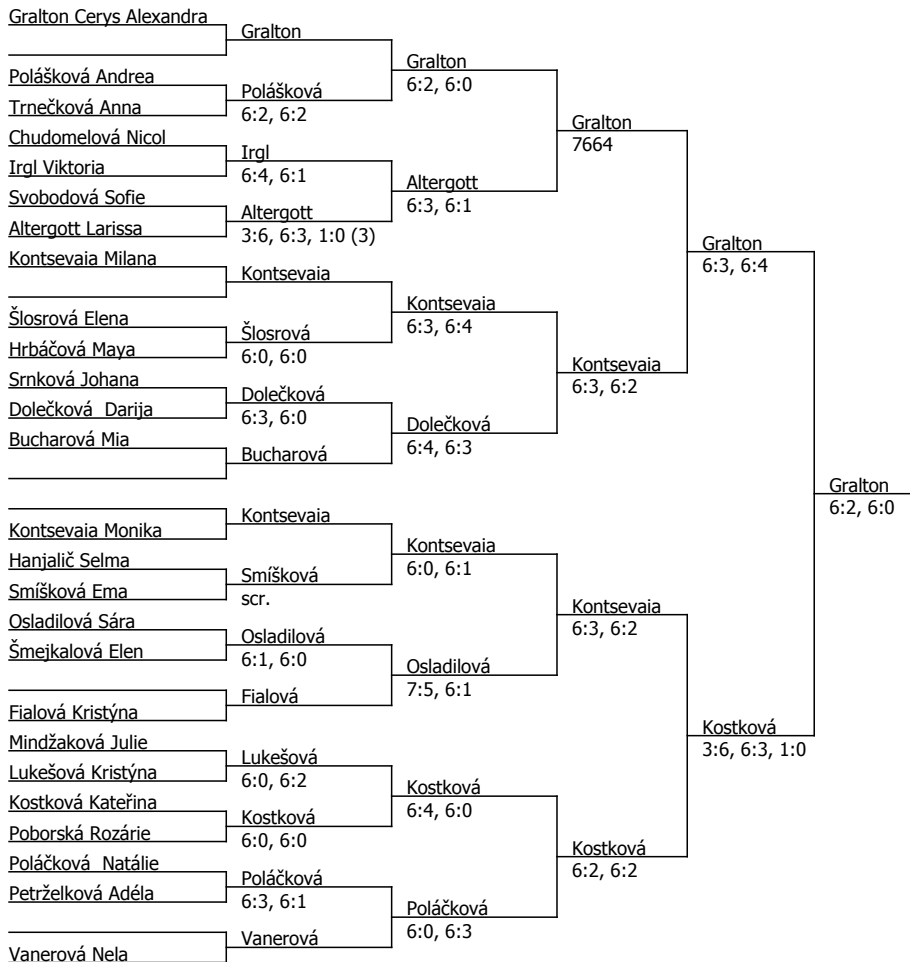 Gralton Cerys Alexandra
Gralton
Gralton
6:2, 6:0
Polášková Andrea
Polášková
6:2, 6:2
Trnečková Anna
Gralton
7664
Chudomelová Nicol
Irgl
6:4, 6:1
Irgl Viktoria
Altergott
6:3, 6:1
Svobodová Sofie
Altergott
3:6, 6:3, 1:0 (3)
Altergott Larissa
Gralton
6:3, 6:4
Kontsevaia Milana
Kontsevaia
Kontsevaia
6:3, 6:4
Šlosrová Elena
Šlosrová
6:0, 6:0
Hrbáčová Maya
Kontsevaia
6:3, 6:2
Srnková Johana
Dolečková
6:3, 6:0
Dolečková  Darija
Dolečková
6:4, 6:3
Bucharová Mia
Bucharová
Gralton
6:2, 6:0
Kontsevaia
Kontsevaia Monika
Kontsevaia
6:0, 6:1
Hanjalič Selma
Smíšková
scr.
Smíšková Ema
Kontsevaia
6:3, 6:2
Osladilová Sára
Osladilová
6:1, 6:0
Šmejkalová Elen
Osladilová
7:5, 6:1
Fialová
Fialová Kristýna
Kostková
3:6, 6:3, 1:0
Mindžaková Julie
Lukešová
6:0, 6:2
Lukešová Kristýna
Kostková
6:4, 6:0
Kostková Kateřina
Kostková
6:0, 6:0
Poborská Rozárie
Kostková
6:2, 6:2
Poláčková  Natálie
Poláčková
6:3, 6:1
Petrželková Adéla
Poláčková
6:0, 6:3
Vanerová
Vanerová Nela